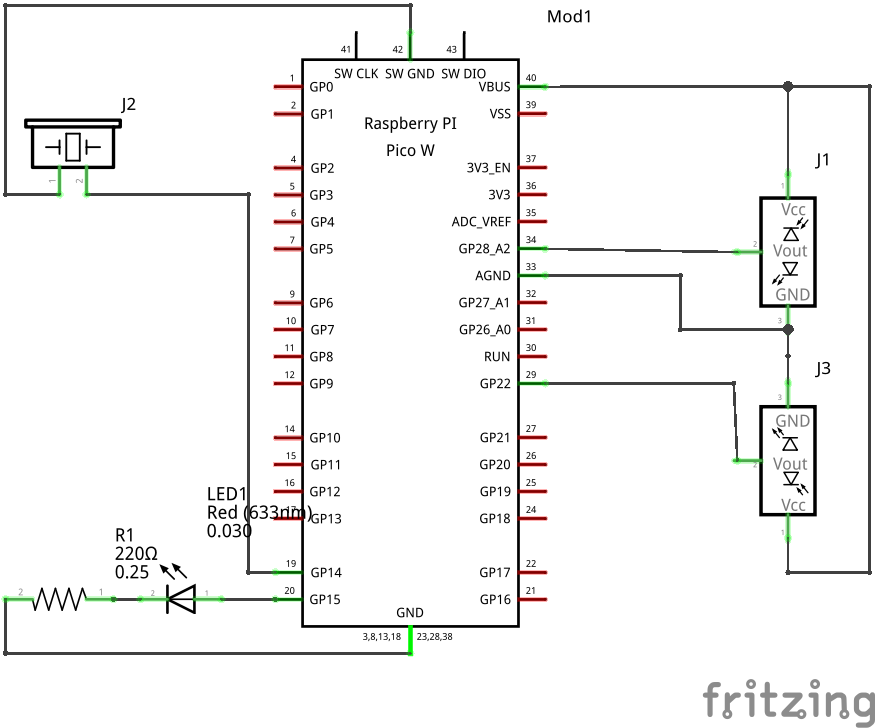 Mod1
41 42 43
SW CLK SW GND SW DIO
1 GP0 VBUS 40
2 GP1 VSS 39
Raspberry PI
Pico W
J2
1 2
4 GP2 3V3_EN 37
5 GP3 3V3 36
6 GP4 ADC_VREF 35
7 GP5 GP28_A2 34
AGND 33
9 GP6 GP27_A1 32
10 GP7 GP26_A0 31
11 GP8 RUN 30
12 GP9 GP22 29
14 GP10 GP21 27
15 GP11 GP20 26
16 GP12 GP19 25
17 GP13 GP18 24
19 GP14 GP17 22
20 GP15 GP16 21
GND
3,8,13,18 23,28,38
J1
1
Vcc
2
Vout
GND
3
J3
3
GND
Vout
2
Vcc
1
LED1
Red (633nm)
0.030
R1
220Ω
0.25
2 1 2 1
fritzing